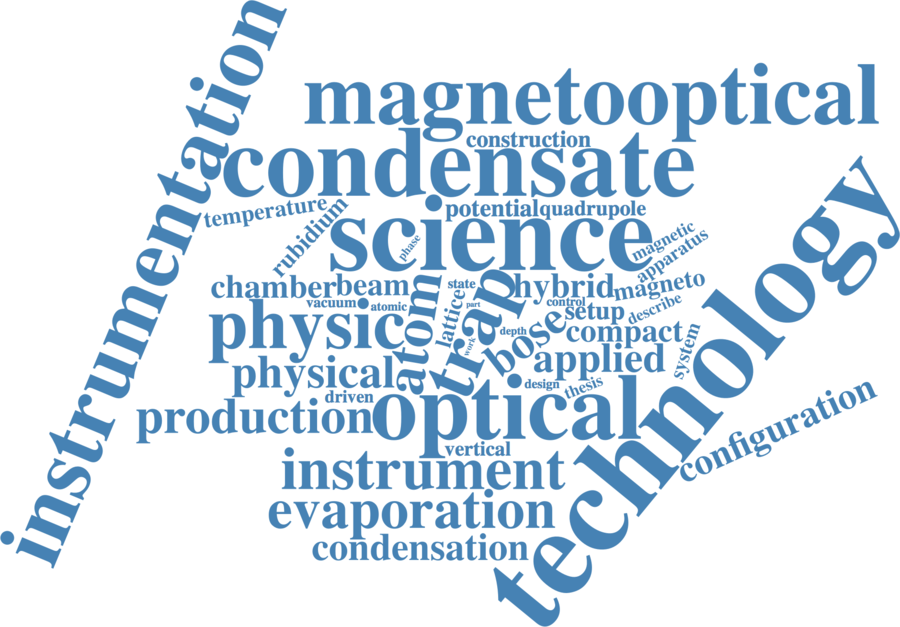 instrumentation
magnetooptical
construction
condensate
temperature
rubidium
potential
quadrupole
science
phase
magnetic
apparatus
technology
chamber
beam
atom
state
trap
hybrid
magneto
vacuum
atomic
lattice
part
control
describe
physic
work
depth
bose
setup
compact
system
physical
applied
driven
design
thesis
production
optical
configuration
vertical
instrument
evaporation
condensation